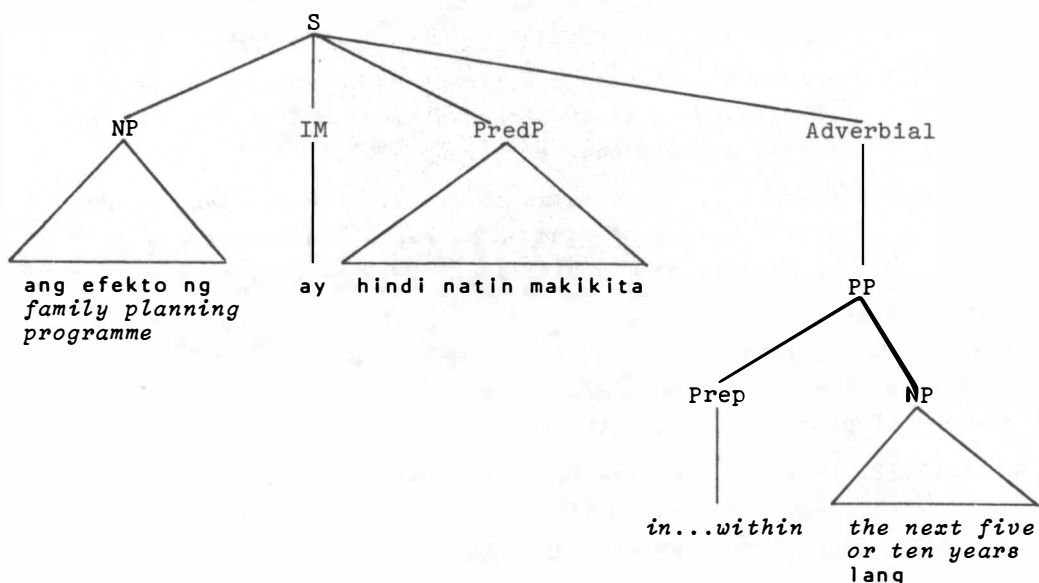 S
NP IM PredP Adverbial
ang efekto ng ay hindi natin makikita
family planning
programme
PP
Prep NP
in...within the next five
or ten years
lang